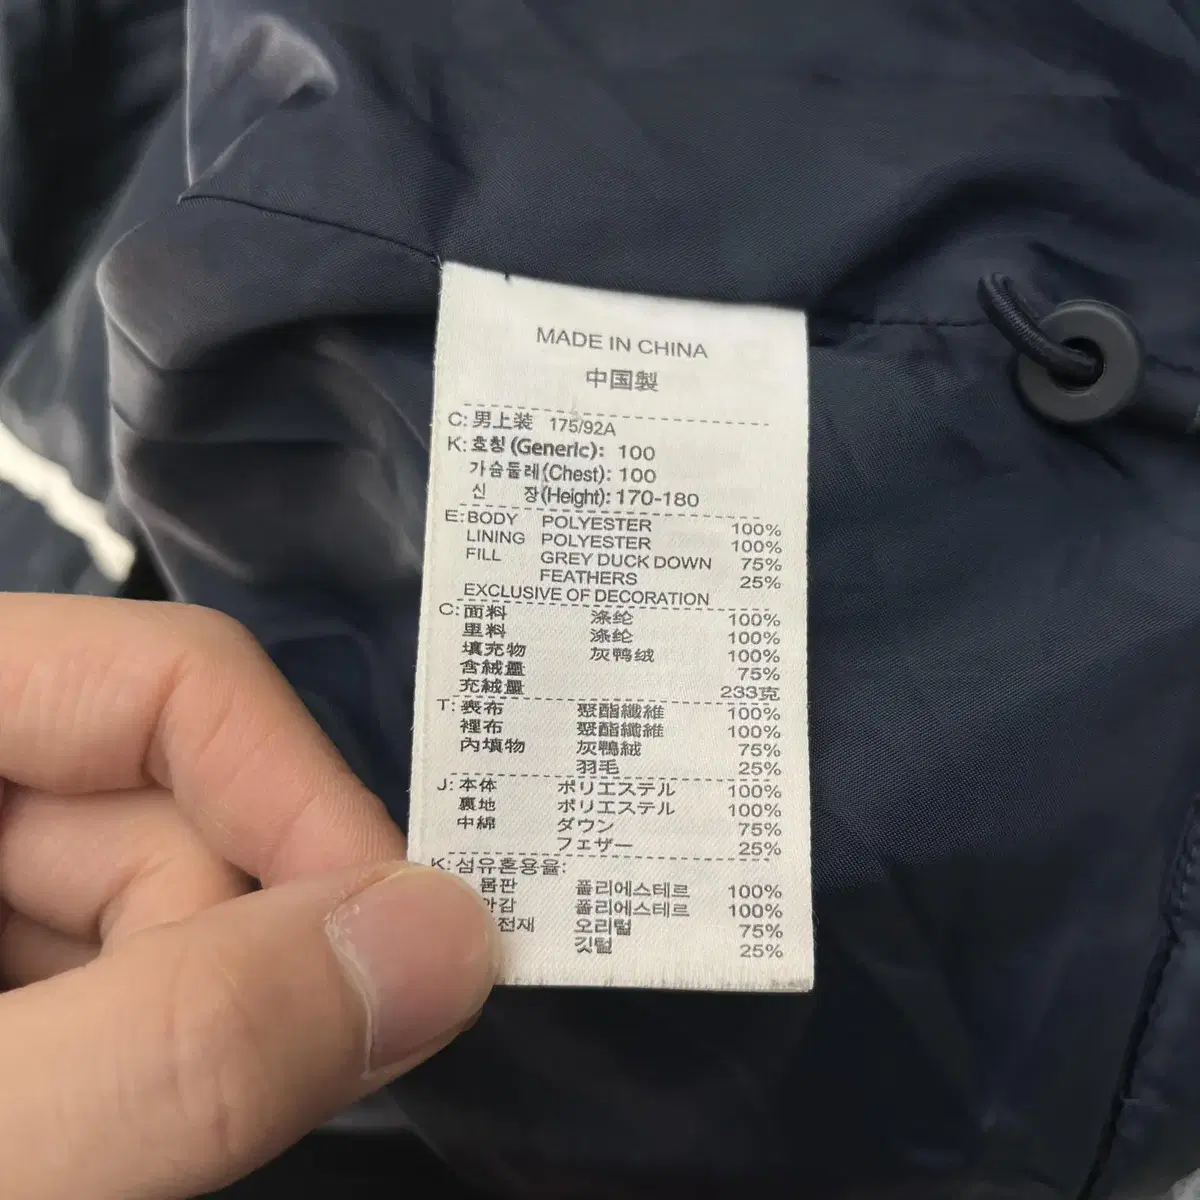 MADE IN CHINA
中国製
C: 男上装 175/92A
K: 호칭 (Generic): 100
가슴둘레 (Chest): 100
신 장(Height): 170-180
E: BODY POLYESTER 100%
LINING POLYESTER 100%
FILL GREY DUCK DOWN 75%
FEATHERS 25%
EXCLUSIVE OF DECORATION
C: 面料 涤纶 100%
里料 涤纶 100%
填充物 灰鸭绒 100%
含絨量 75%
充絨量 233克
T: 表布 聚酯纖維 100%
裡布 聚酯纖維 100%
內填物 灰鴨絨 75%
羽毛 25%
J: 本体 ポリエステル 100%
裏地 ポリエステル 100%
中綿 ダウン 75%
フェザー 25%
K: 섬유혼용율:
몸판 폴리에스테르 100%
안감 폴리에스테르 100%
전재 오리털 75%
깃털 25%